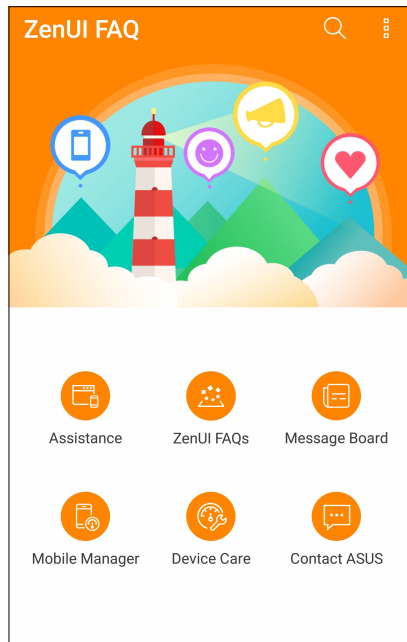 ZenUI FAQ
Assistance
ZenUI FAQs
Message Board
Mobile Manager
Device Care
Contact ASUS